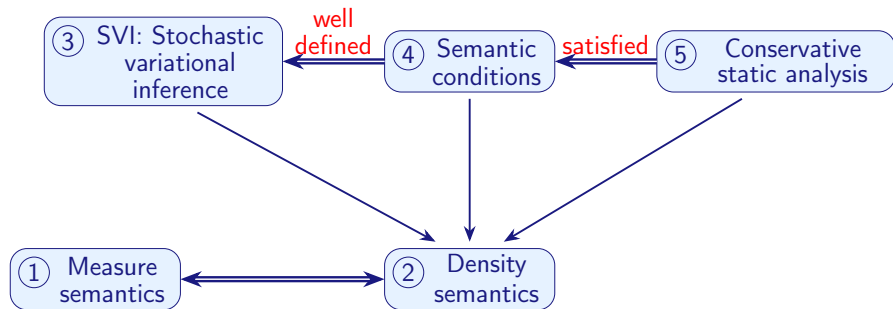 ③ SVI: Stochastic
variational
inference
well
defined
④ Semantic
conditions
satisfied
⑤ Conservative
static analysis
① Measure
semantics
② Density
semantics